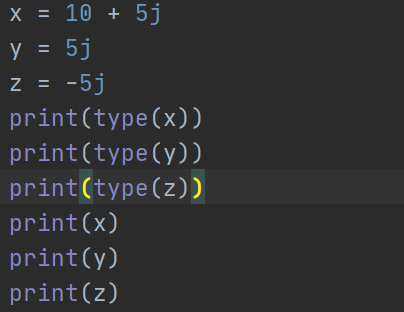 x = 10 + 5j
y = 5j
z = -5j
print(type(x))
print(type(y))
print(type(z))
print(x)
print(y)
print(z)